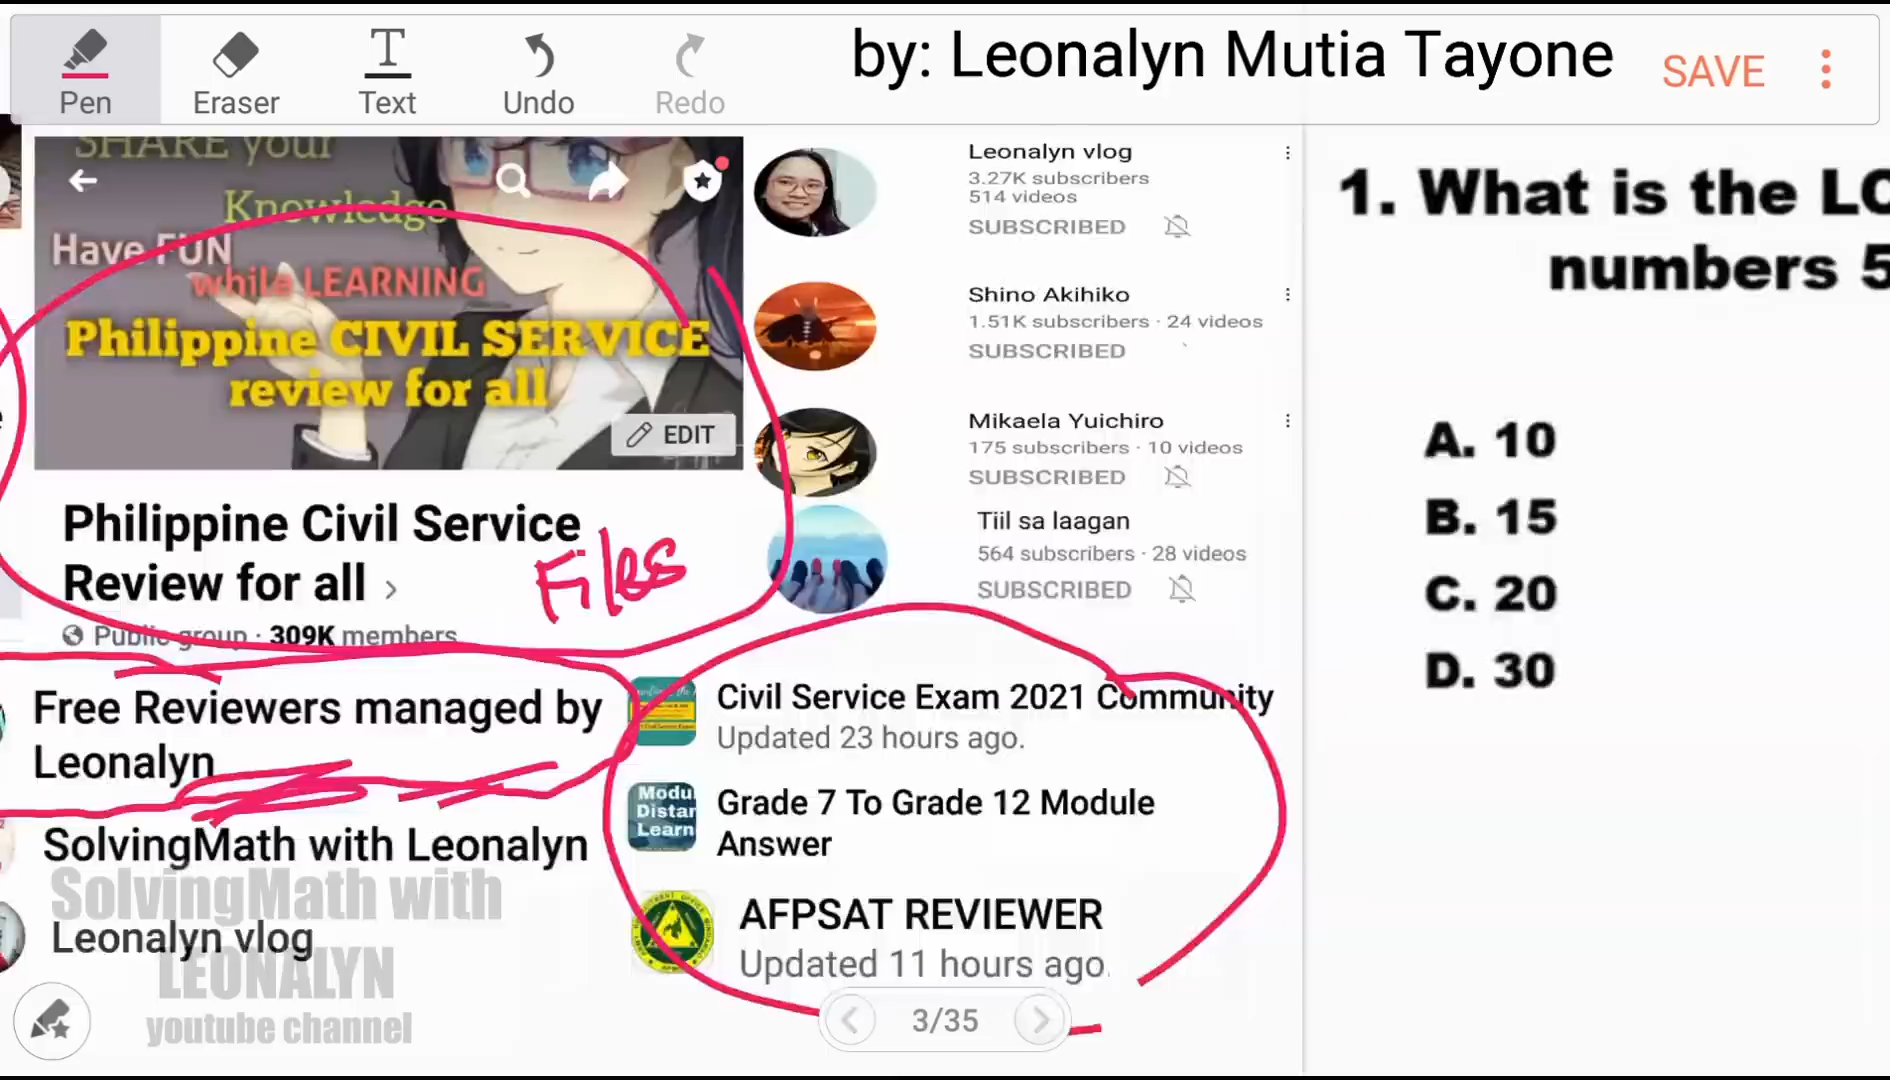 Pen
Eraser
Text
Undo
Redo
by: Leonalyn Mutia Tayone
SAVE
SHARE your
Knowledge
Have FUN
while LEARNING
Philippine CIVIL SERVICE
review for all
EDIT
Philippine Civil Service
Review for all
Files
Public group · 309K members
Free Reviewers managed by
Leonalyn
SolvingMath with Leonalyn
SolvingMath with
Leonalyn vlog
LEONALYN
youtube channel
Leonalyn vlog
3.27K subscribers
514 videos
SUBSCRIBED
Shino Akihiko
1.51K subscribers · 24 videos
SUBSCRIBED
Mikaela Yuichiro
175 subscribers · 10 videos
SUBSCRIBED
Tiil sa laagan
564 subscribers · 28 videos
SUBSCRIBED
Civil Service Exam 2021 Community
Updated 23 hours ago.
Modu
Distan
Learn
Grade 7 To Grade 12 Module
Answer
AFPSAT REVIEWER
Updated 11 hours ago.
3/35
1. What is the LC
numbers 5
A. 10
B. 15
C. 20
D. 30